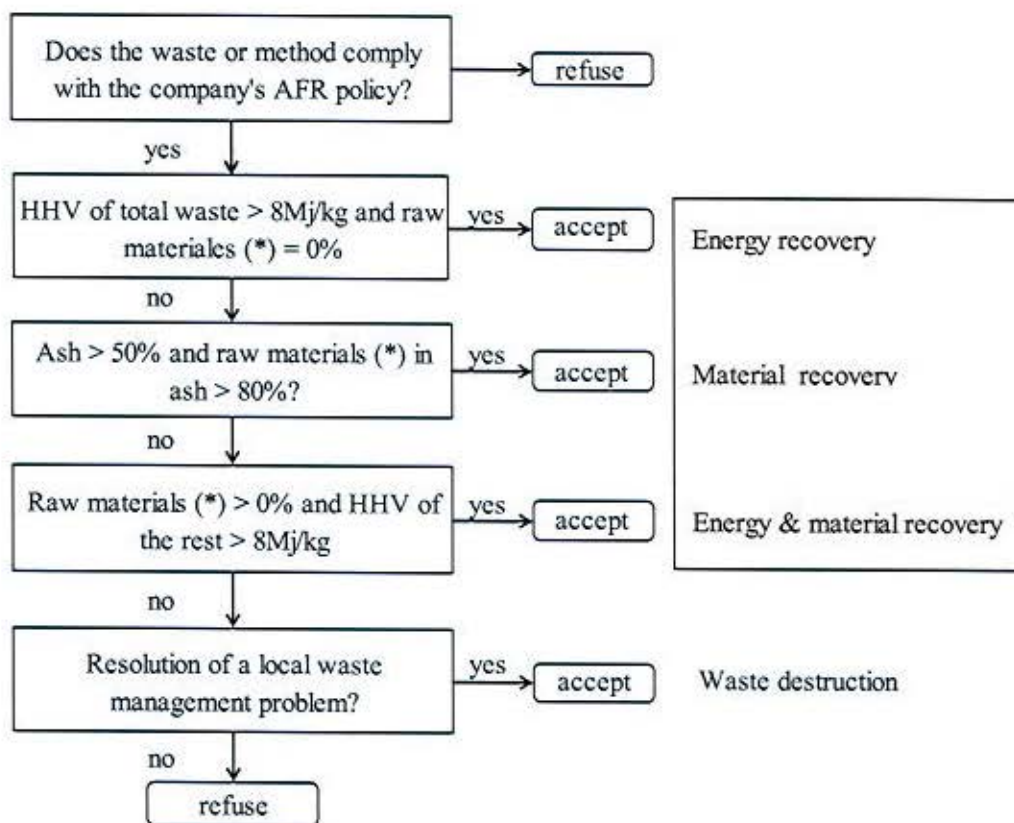 Does the waste or method comply
with the company's AFR policy?
refuse
yes
HHV of total waste > 8Mj/kg and raw
materiales (*) = 0%
yes
accept
Energy recovery
no
Ash > 50% and raw materials (*) in
ash > 80%?
yes
accept
Material recoverv
no
Raw materials (*) > 0% and HHV of
the rest > 8Mj/kg
yes
accept
Energy & material recovery
no
Resolution of a local waste
management problem?
yes
accept
Waste destruction
no
refuse